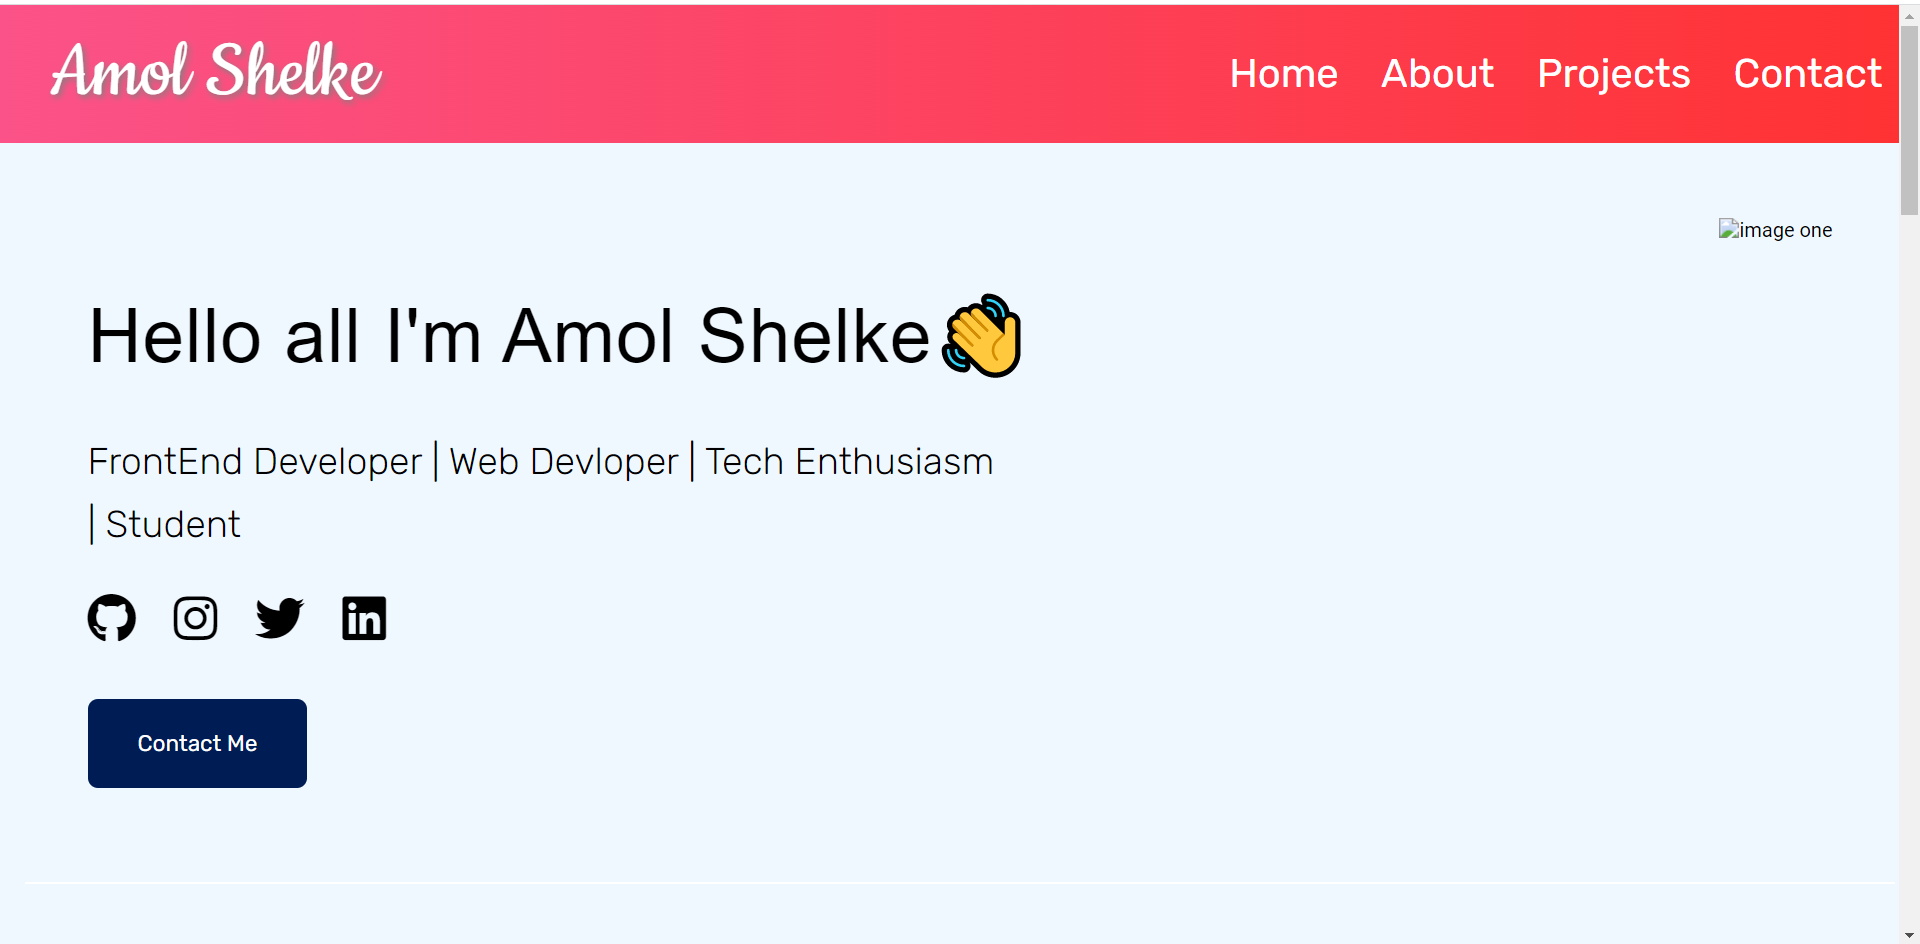 Amol Shelke
Home About Projects Contact
image one
Hello all I'm Amol Shelke
FrontEnd Developer | Web Devloper | Tech Enthusiasm
| Student
in
Contact Me